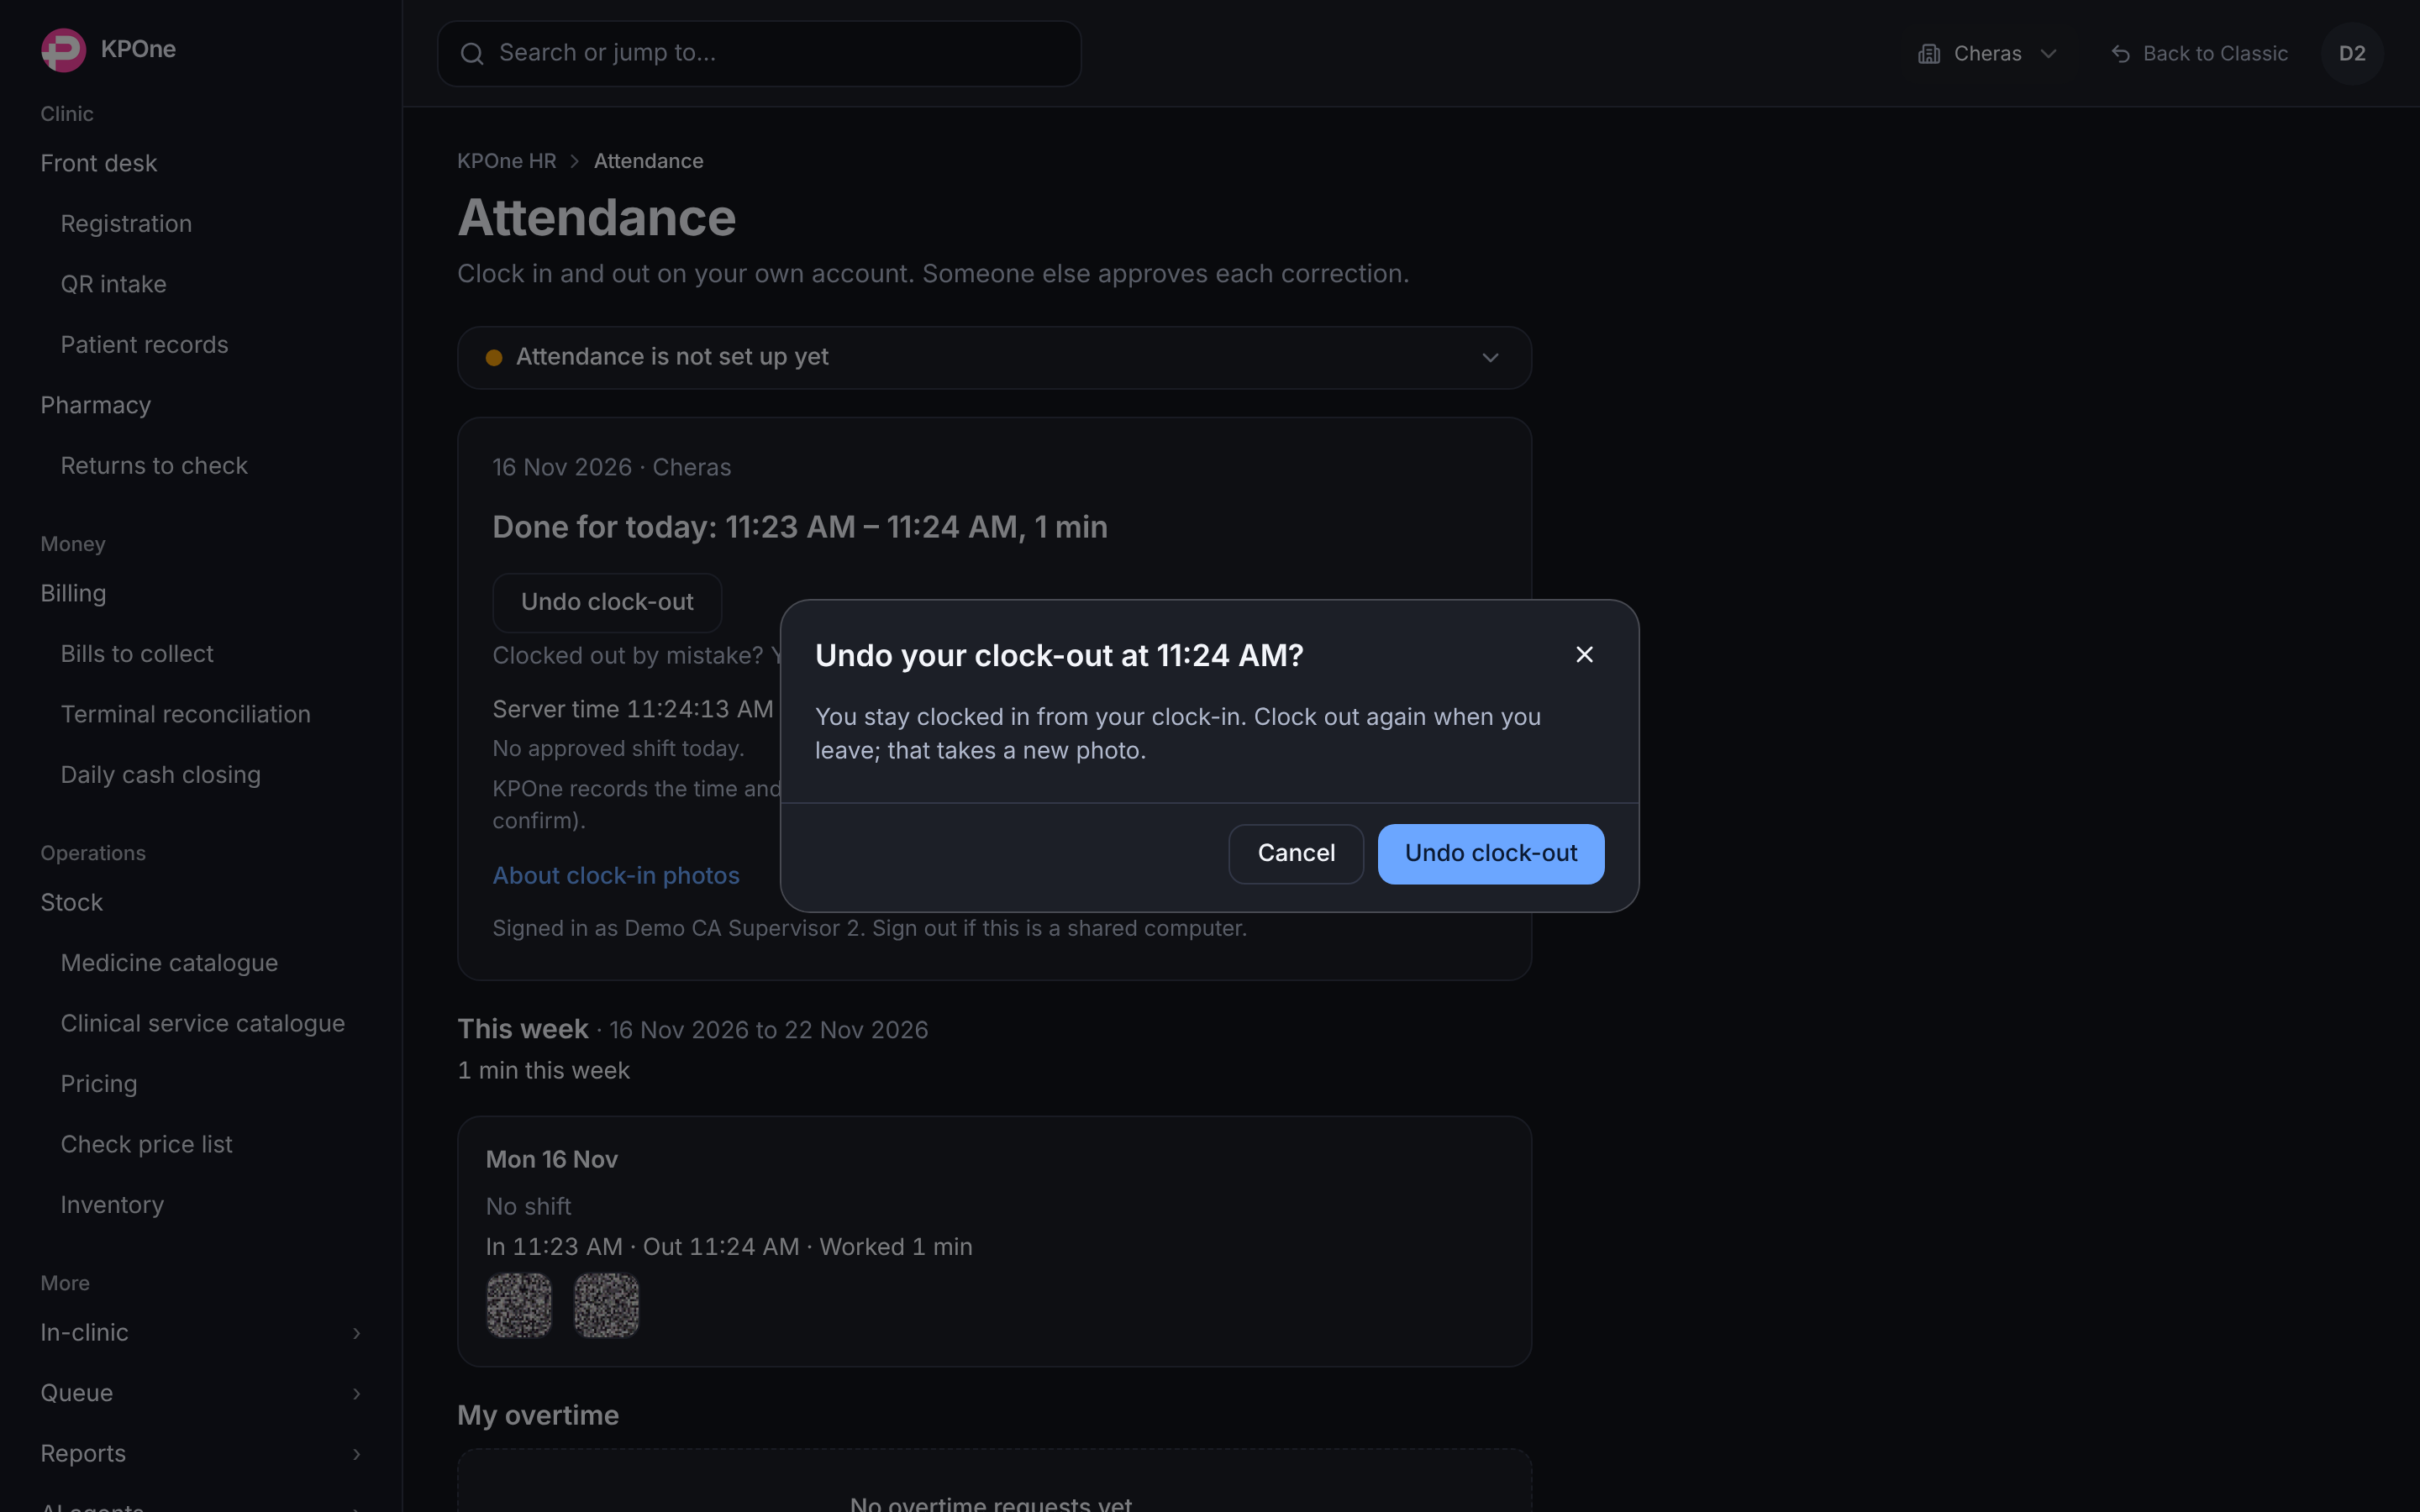 KPOne
Search or jump to...
Cheras
Back to Classic
D2
Clinic
Front desk
Registration
QR intake
Patient records
Pharmacy
Returns to check
Money
Billing
Bills to collect
Terminal reconciliation
Daily cash closing
Operations
Stock
Medicine catalogue
Clinical service catalogue
Pricing
Check price list
Inventory
More
In-clinic
Queue
Reports
AI agents
KPOne HR > Attendance
Attendance
Clock in and out on your own account. Someone else approves each correction.
Attendance is not set up yet
16 Nov 2026 · Cheras
Done for today: 11:23 AM – 11:24 AM, 1 min
Undo clock-out
Clocked out by mistake?
Server time 11:24:13 AM
No approved shift today.
KPOne records the time and
confirm).
About clock-in photos
Signed in as Demo CA Supervisor 2. Sign out if this is a shared computer.
Undo your clock-out at 11:24 AM?
You stay clocked in from your clock-in. Clock out again when you
leave; that takes a new photo.
Cancel
Undo clock-out
This week · 16 Nov 2026 to 22 Nov 2026
1 min this week
Mon 16 Nov
No shift
In 11:23 AM · Out 11:24 AM · Worked 1 min
My overtime
No overtime requests yet